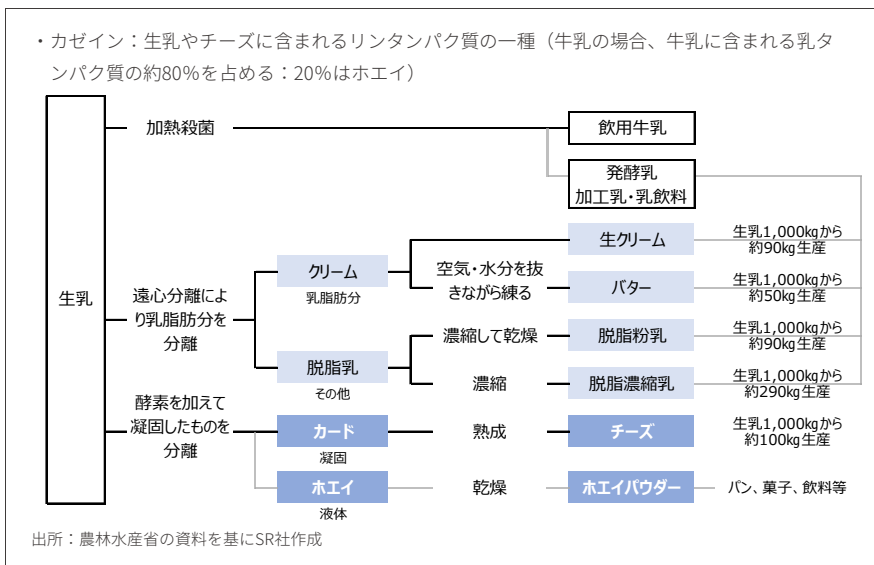 ・カゼイン：生乳やチーズに含まれるリンタンパク質の一種（牛乳の場合、牛乳に含まれる乳タ
ンパク質の約80%を占める：20%はホエイ）
生乳
加熱殺菌
飲用牛乳
発酵乳
加工乳・乳飲料
遠心分離によ
り乳脂肪分を
分離
クリーム
乳脂肪分
生クリーム
生乳1,000kgから
約90kg生産
空気・水分を抜
きながら練る
バター
生乳1,000kgから
約50kg生産
脱脂乳
その他
濃縮して乾燥
脱脂粉乳
生乳1,000kgから
約90kg生産
濃縮
脱脂濃縮乳
生乳1,000kgから
約290kg生産
酵素を加えて
凝固したものを
分離
カード
凝固
熟成
チーズ
生乳1,000kgから
約100kg生産
ホエイ
液体
乾燥
ホエイパウダー
パン、菓子、飲料等
出所：農林水産省の資料を基にSR社作成